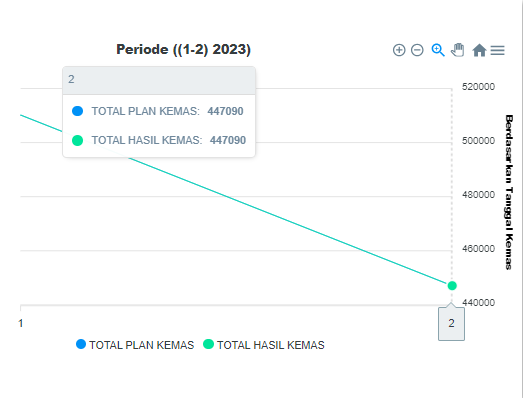 Periode ((1-2) 2023)
2
TOTAL PLAN KEMAS: 447090
TOTAL HASIL KEMAS: 447090
520000
500000
480000
460000
440000
Berdasarkan Tanggal Kemas
1
2
TOTAL PLAN KEMAS
TOTAL HASIL KEMAS